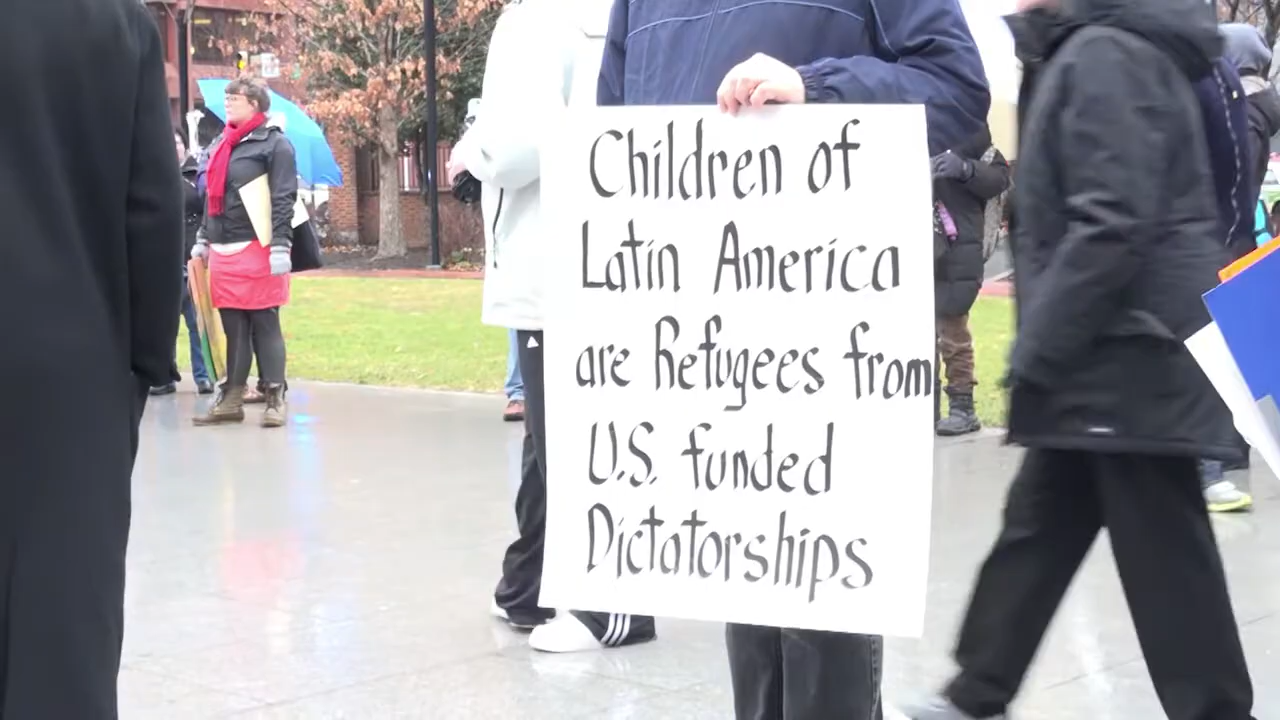 Children of
Latin America
are Refugees from
U.S. funded
Dictatorships